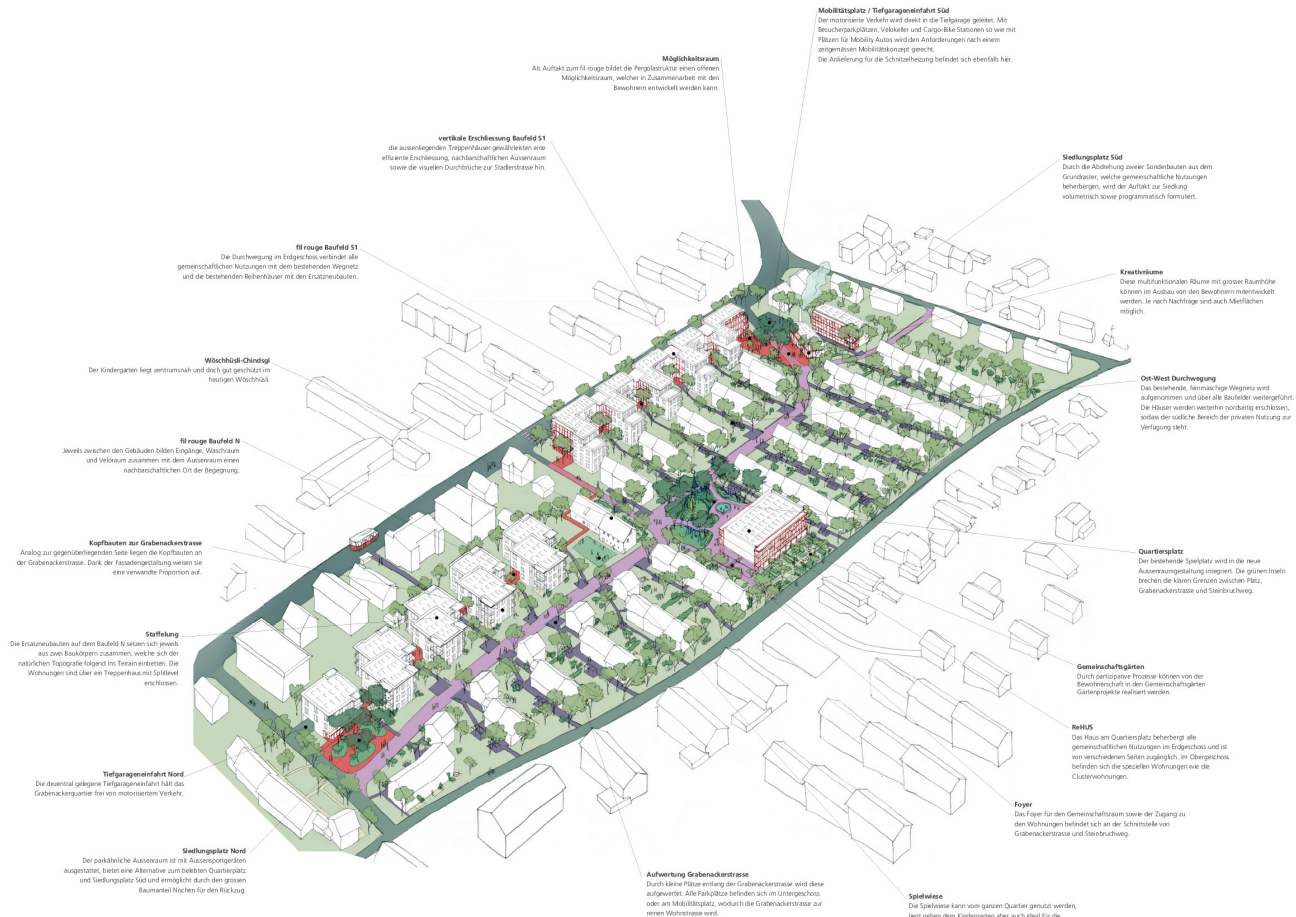 Mobilitätsplatz / Tiefgarageneinfahrt Süd
Der motorisierte Verkehr wird direkt in die Tiefgarage geleitet. Mit
Besucherparkplätzen, Velokeller und Cargo-Bike Stationen so wie mit
Plätzen für Mobility Autos wird den Anforderungen nach einem
zeitgemässen Mobilitätskonzept gerecht.
Die Anlieferung für die Schnitzelheizung befindet sich ebenfalls hier.
Möglichkeitsraum
Als Auftakt zum fil rouge bildet die Pergolastruktur einen offenen
Möglichkeitsraum, welcher in Zusammenarbeit mit den
Bewohnern entwickelt werden kann.
vertikale Erschliessung Baufeld S1
die aussenliegenden Treppenhäuser gewährleisten eine
effiziente Erschliessung, nachbarschaftlichen Aussenraum
sowie die visuellen Durchbrüche zur Stadlerstrasse hin.
Siedlungsplatz Süd
Durch die Abdrehung zweier Sonderbauten aus dem
Grundraster, welche gemeinschaftliche Nutzungen
beherbergen, wird der Auftakt zur Siedlung
volumetrisch sowie programmatisch formuliert.
fil rouge Baufeld S1
Die Durchwegung im Erdgeschoss verbindet alle
gemeinschaftlichen Nutzungen mit dem bestehenden Wegnetz
und die bestehenden Reihenhäuser mit den Ersatzneubauten.
Kreativräume
Diese multifunktionalen Räume mit grosser Raumhöhe
können im Ausbau von den Bewohnern mitentwickelt
werden. Je nach Nachfrage sind auch Mietflächen
möglich.
Wöschhüsli-Chindsgi
Der Kindergarten liegt zentrumsnah und doch gut geschützt im
heutigen Wöschhüsli.
Ost-West Durchwegung
Das bestehende, feinmaschige Wegnetz wird
aufgenommen und über alle Baufelder weitergeführt.
Die Häuser werden weiterhin nordseitig erschlossen,
sodass der südliche Bereich der privaten Nutzung zur
Verfügung steht.
fil rouge Baufeld N
Jeweils zwischen den Gebäuden bilden Eingänge, Waschraum
und Veloraum zusammen mit dem Aussenraum einen
nachbarschaftlichen Ort der Begegnung.
Kopfbauten zur Grabenackerstrasse
Analog zur gegenüberliegenden Seite liegen die Kopfbauten an
der Grabenackerstrasse. Dank der Fassadengestaltung weisen sie
eine verwandte Proportion auf.
Quartiersplatz
Der bestehende Spielplatz wird in die neue
Aussenraumgestaltung integriert. Die grünen Inseln
brechen die klaren Grenzen zwischen Platz,
Grabenackerstrasse und Steinbruchweg.
Staffelung
Die Ersatzneubauten auf dem Baufeld N setzen sich jeweils
aus zwei Baukörpern zusammen, welche sich der
natürlichen Topografie folgend ins Terrain einbetten. Die
Wohnungen sind über ein Treppenhaus mit Splitlevel
erschlossen.
Gemeinschaftsgärten
Durch partizipative Prozesse können von der
Bewohnerschaft in den Gemeinschaftsgärten
Gartenprojekte realisiert werden.
ReHUS
Das Haus am Quartiersplatz beherbergt alle
gemeinschaftlichen Nutzungen im Erdgeschoss und ist
von verschiedenen Seiten zugänglich. Im Obergeschoss
befinden sich die speziellen Wohnungen wie die
Clusterwohnungen.
Tiefgarageneinfahrt Nord
Die dezentral gelegene Tiefgarageneinfahrt hält das
Grabenackerquartier frei von motorisiertem Verkehr.
Foyer
Das Foyer für den Gemeinschaftsraum sowie der Zugang zu
den Wohnungen befindet sich an der Schnittstelle von
Grabenackerstrasse und Steinbruchweg.
Siedlungsplatz Nord
Der parkähnliche Aussenraum ist mit Aussensportgeräten
ausgestattet, bietet eine Alternative zum belebten Quartierplatz
und Siedlungsplatz Süd und ermöglicht durch den grossen
Baumanteil Nischen für den Rückzug.
Aufwertung Grabenackerstrasse
Durch kleine Plätze entlang der Grabenackerstrasse wird diese
aufgewertet. Alle Parkplätze befinden sich im Untergeschoss
oder am Mobilitätsplatz, wodurch die Grabenackerstrasse zur
reinen Wohnstrasse wird.
Spielwiese
Die Spielwiese kann vom ganzen Quartier genutzt werden,
liegt neben dem Kindergarten aber auch ideal für die